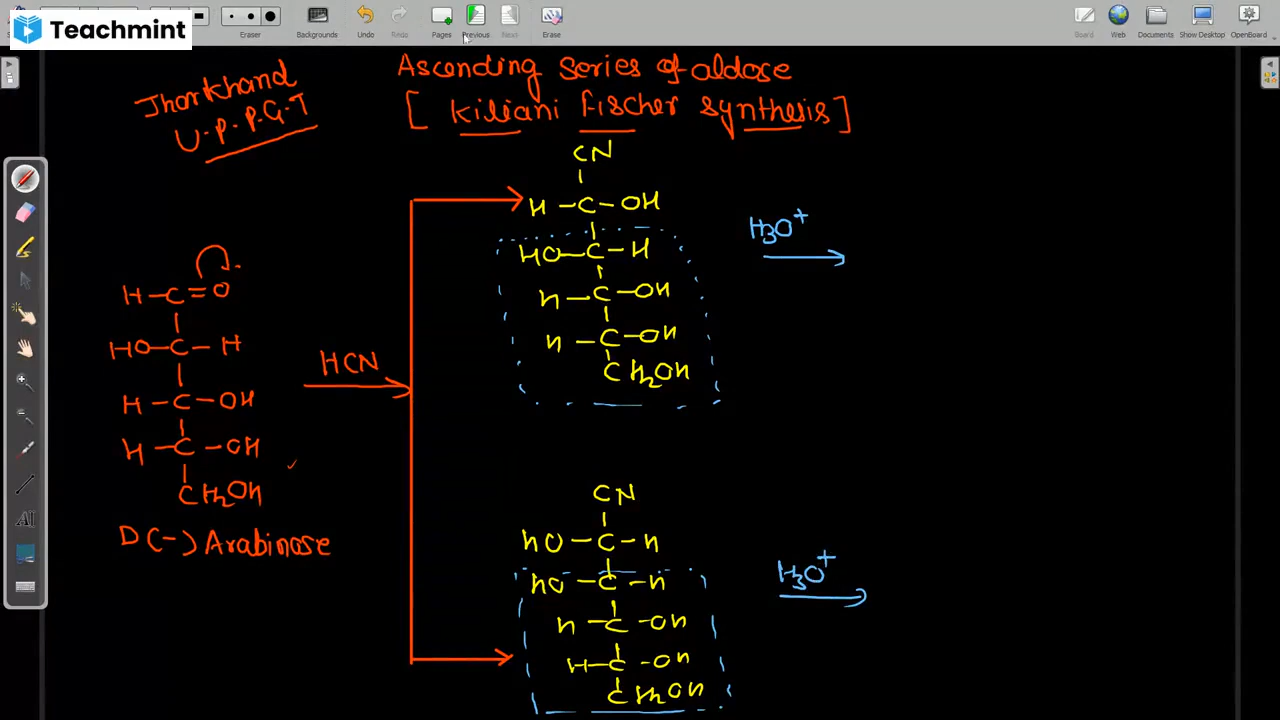 Teachmint
Eraser
Backgrounds
Undo
Redo
Pages
Previous
Next
Erase
Board
Web
Documents
Show Desktop
OpenBoard
Jharkhand
U.P.P.G.T
Ascending series of aldose
[ Kiliani Fischer synthesis ]
H-C=O
HO-C-H
H-C-OH
H-C-OH
CH2OH
D(-) Arabinose
HCN
CN
H-C-OH
HO-C-H
H-C-OH
H-C-OH
CH2OH
H3O+
CN
HO-C-H
HO-C-H
H-C-OH
H-C-OH
CH2OH
H3O+